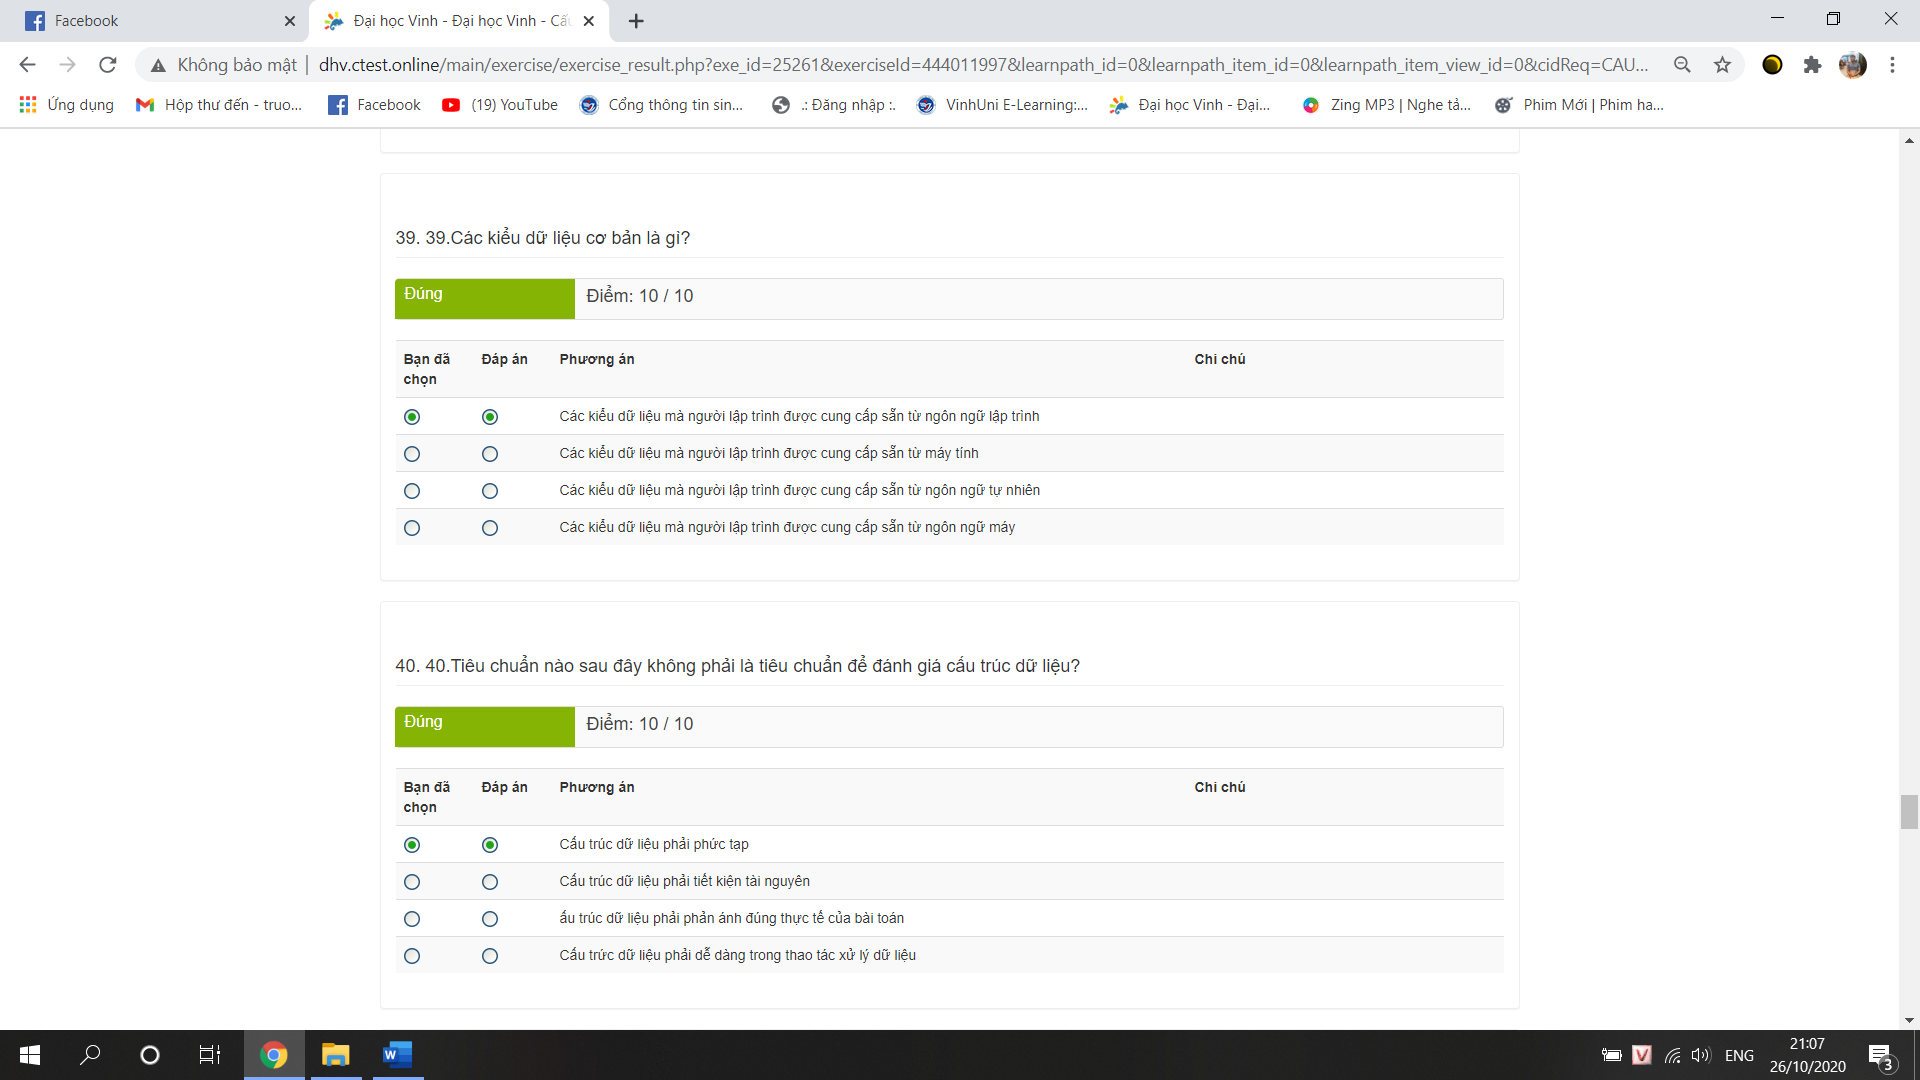 Facebook
Đại học Vinh - Đại học Vinh - Cấu
Không bảo mật
dhv.ctest.online/main/exercise/exercise_result.php?exe_id=25261&exerciseId=444011997&learnpath_id=0&learnpath_item_id=0&learnpath_item_view_id=0&cidReq=CAU...
Ứng dụng
Hộp thư đến - truo...
Facebook
(19) YouTube
Cổng thông tin sin...
.: Đăng nhập :.
VinhUni E-Learning:...
Đại học Vinh - Đại...
Zing MP3 | Nghe tả...
Phim Mới | Phim ha...
39. 39.Các kiểu dữ liệu cơ bản là gi?
Đúng
Điểm: 10 / 10
Bạn đã chọn
Đáp án
Phương án
Chi chú
Các kiểu dữ liệu mà người lập trình được cung cấp sẵn từ ngôn ngữ lập trình
Các kiểu dữ liệu mà người lập trình được cung cấp sẵn từ máy tính
Các kiểu dữ liệu mà người lập trình được cung cấp sẵn từ ngôn ngữ tự nhiên
Các kiểu dữ liệu mà người lập trình được cung cấp sẵn từ ngôn ngữ máy
40. 40.Tiêu chuẩn nào sau đây không phải là tiêu chuẩn để đánh giá cấu trúc dữ liệu?
Đúng
Điểm: 10 / 10
Bạn đã chọn
Đáp án
Phương án
Chi chú
Cấu trúc dữ liệu phải phức tạp
Cấu trúc dữ liệu phải tiết kiện tài nguyên
ấu trúc dữ liệu phải phản ánh đúng thực tế của bài toán
Cấu trức dữ liệu phải dễ dàng trong thao tác xử lý dữ liệu
W
V
ENG
21:07
26/10/2020
3